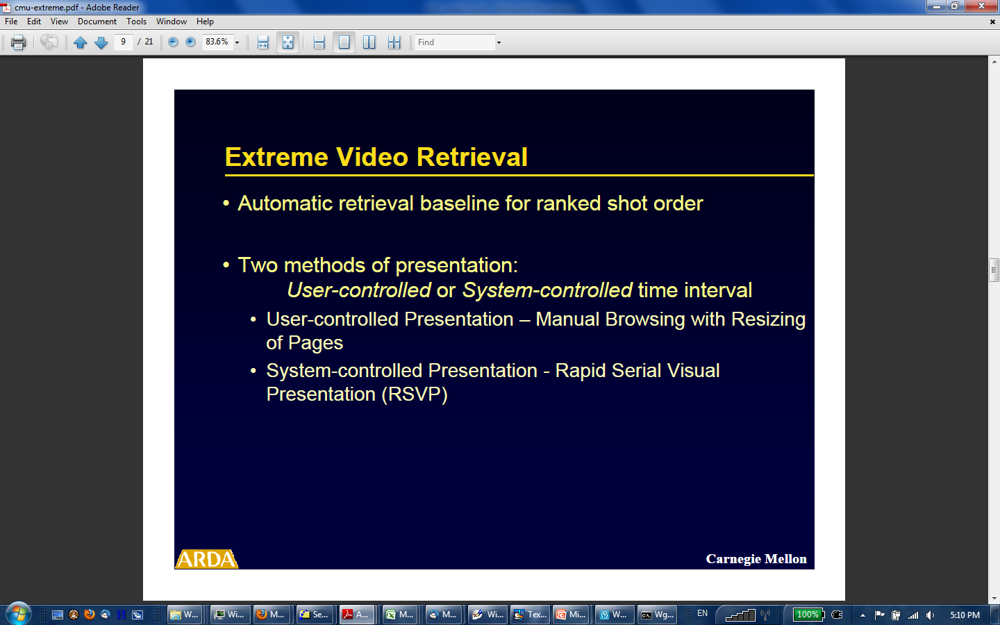 cmu-extreme.pdf - Adobe Reader
File Edit View Document Tools Window Help
9 / 21 83.6% Find
Extreme Video Retrieval
• Automatic retrieval baseline for ranked shot order
• Two methods of presentation:
User-controlled or System-controlled time interval
• User-controlled Presentation – Manual Browsing with Resizing
of Pages
• System-controlled Presentation - Rapid Serial Visual
Presentation (RSVP)
ARDA
Carnegie Mellon
W... Wi... M... Se... A... M... M... Wi... Tex... Mi... W... Wg... EN 100% 5:10 PM